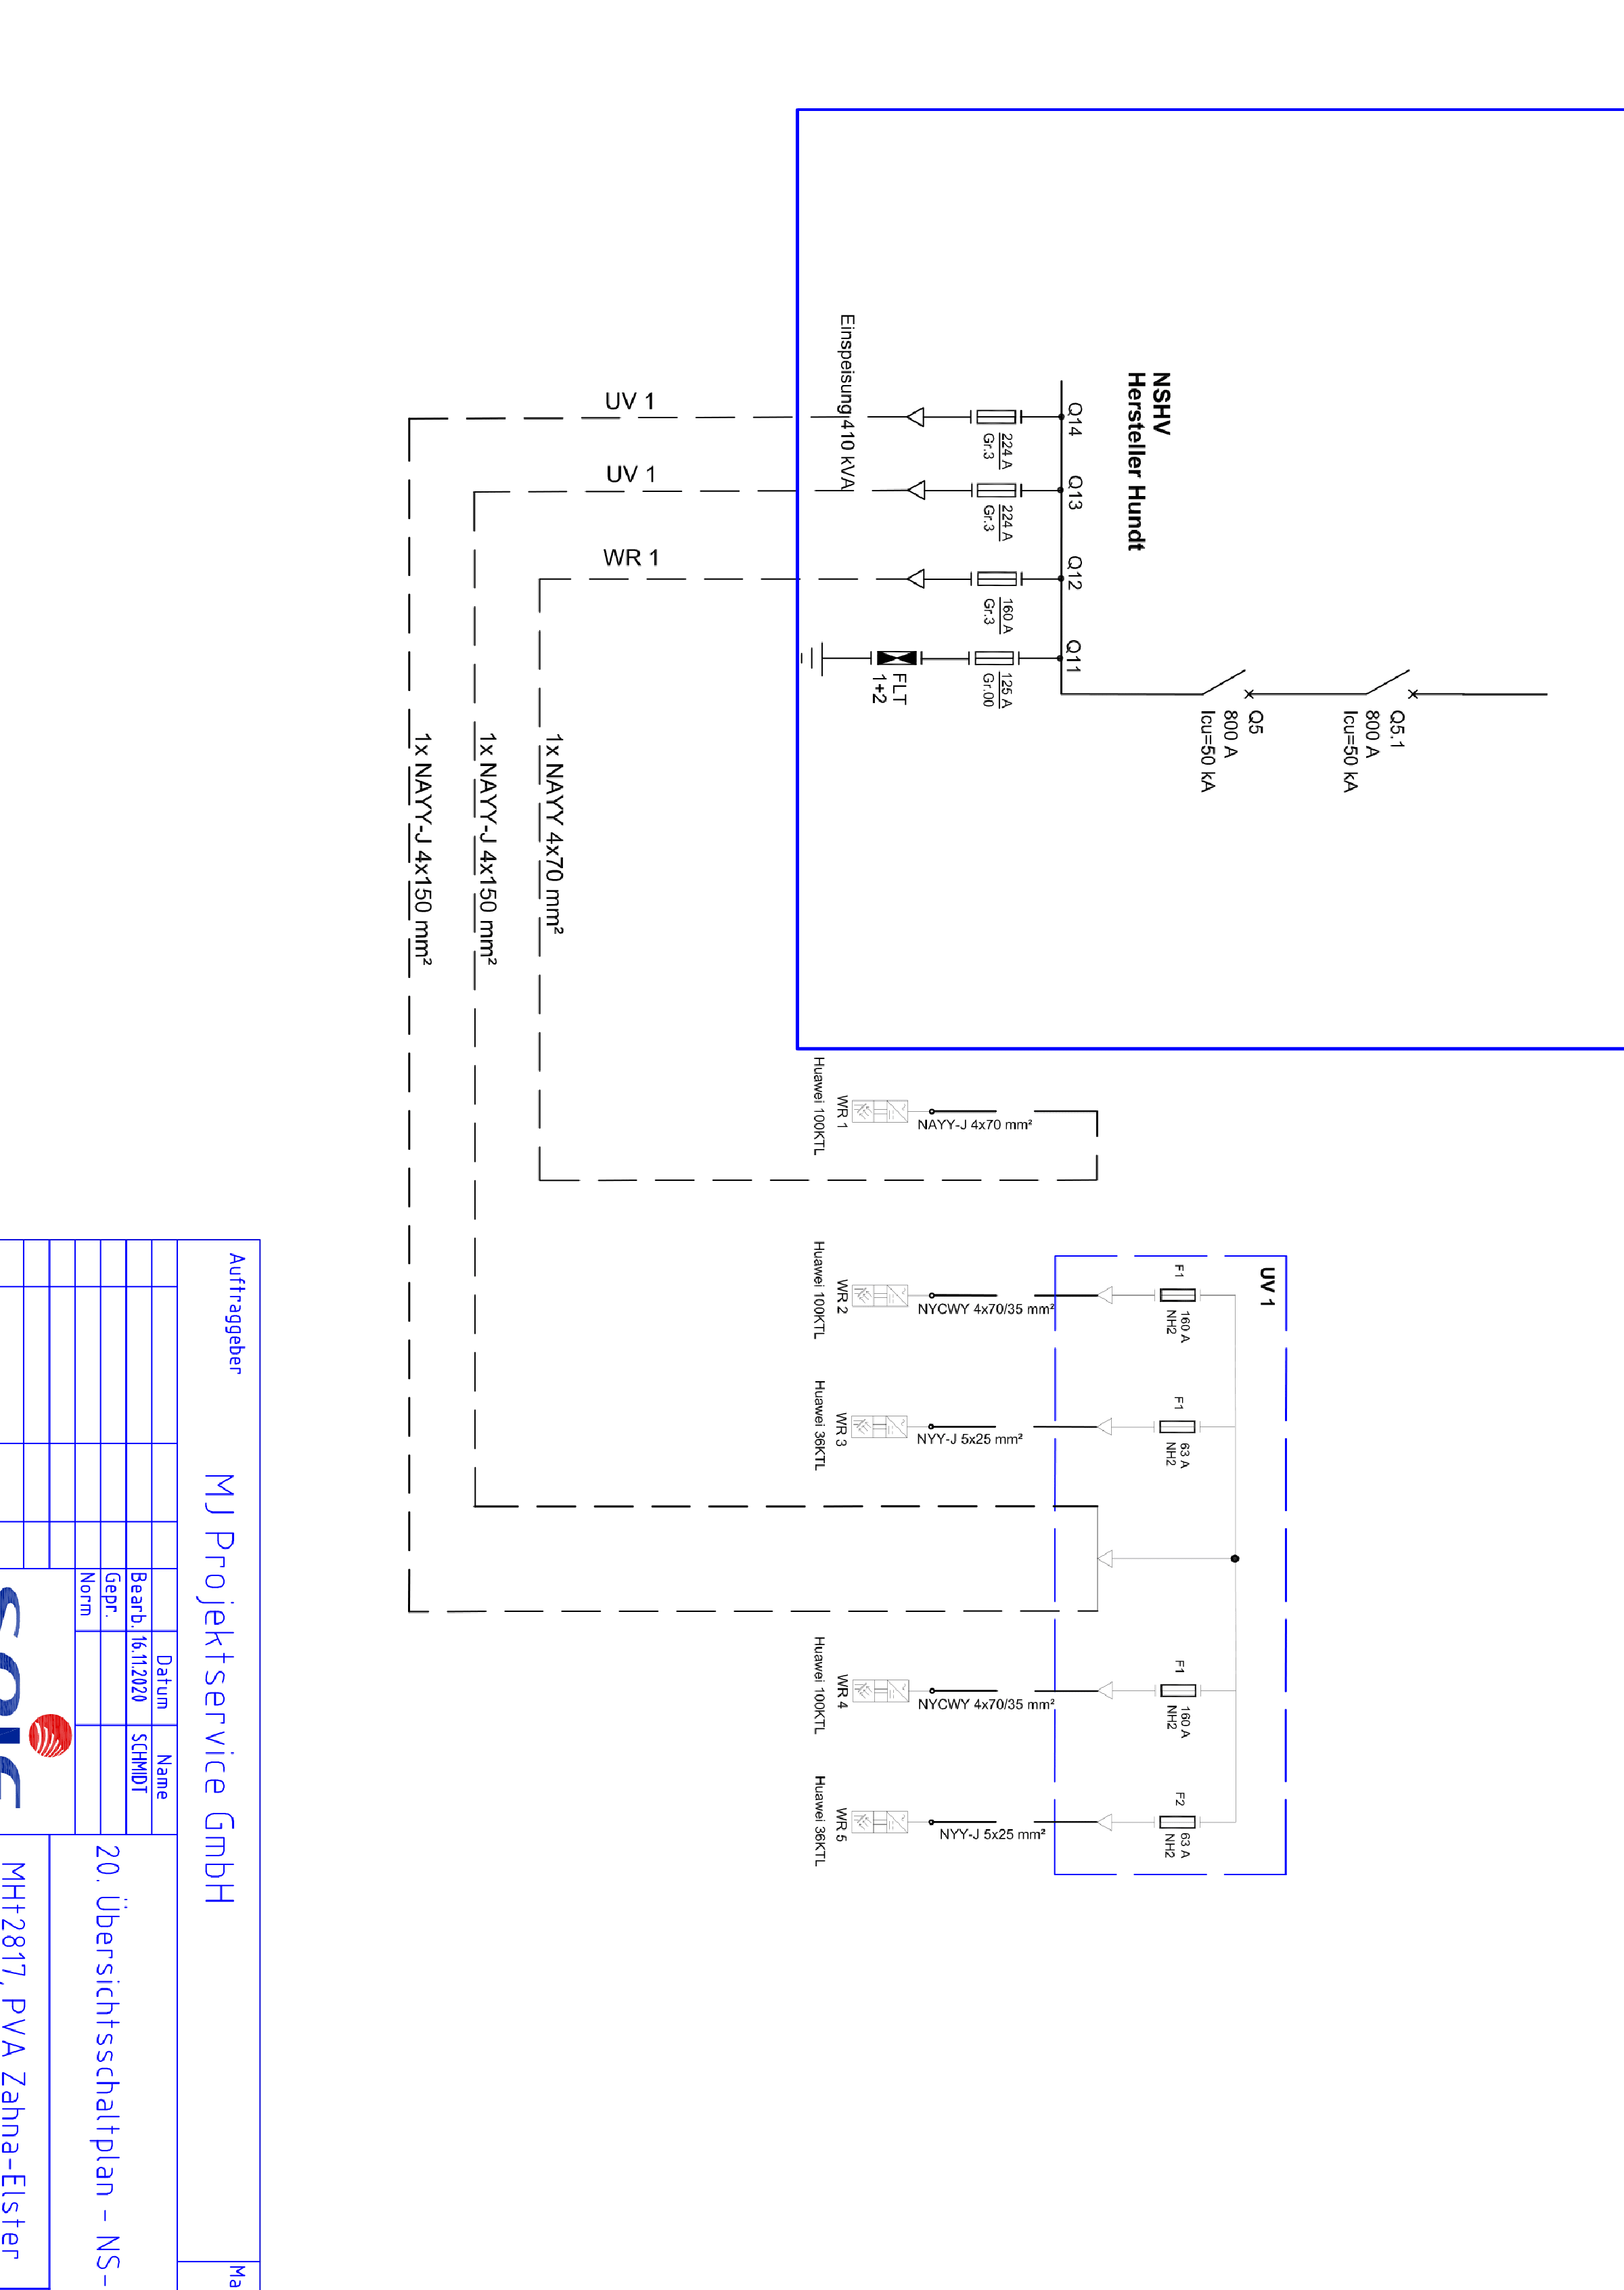 NSHV
Hersteller Hundt
Q5.1
800 A
Icu=50 kA
Q5
800 A
Icu=50 kA
Q14
224 A
Gr.3
Q13
224 A
Gr.3
Q12
160 A
Gr.3
Q11
125 A
Gr.00
FLT
1+2
Einspeisung 410 kVA
UV 1
UV 1
WR 1
1x NAYY 4x70 mm²
1x NAYY-J 4x150 mm²
1x NAYY-J 4x150 mm²
NAYY-J 4x70 mm²
WR 1
Huawei 100KTL
UV 1
F1
160 A
NH2
NYCWY 4x70/35 mm²
WR 2
Huawei 100KTL
F1
63 A
NH2
NYY-J 5x25 mm²
WR 3
Huawei 36KTL
F1
160 A
NH2
NYCWY 4x70/35 mm²
WR 4
Huawei 100KTL
F2
63 A
NH2
NYY-J 5x25 mm²
WR 5
Huawei 36KTL
Auftraggeber
MJ Projektservice GmbH
Ma
Datum
Name
Bearb.
16.11.2020
SCHMIDT
Gepr.
Norm
20. Übersichtsschaltplan - NS-
MHt2817, PVA Zahna-Elster